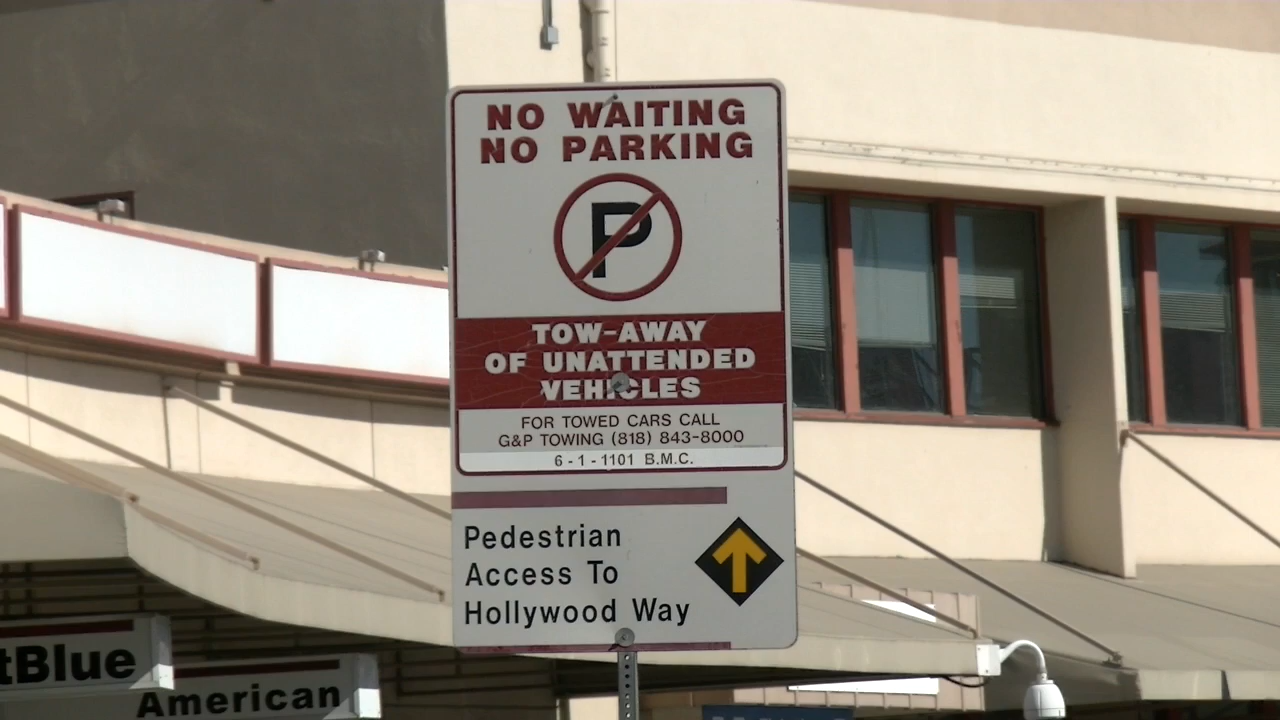 NO WAITING
NO PARKING
P
TOW-AWAY
OF UNATTENDED
VEHICLES
FOR TOWED CARS CALL
G&P TOWING (818) 843-8000
6-1-1101 B.M.C.
Pedestrian
Access To
Hollywood Way
tBlue
American